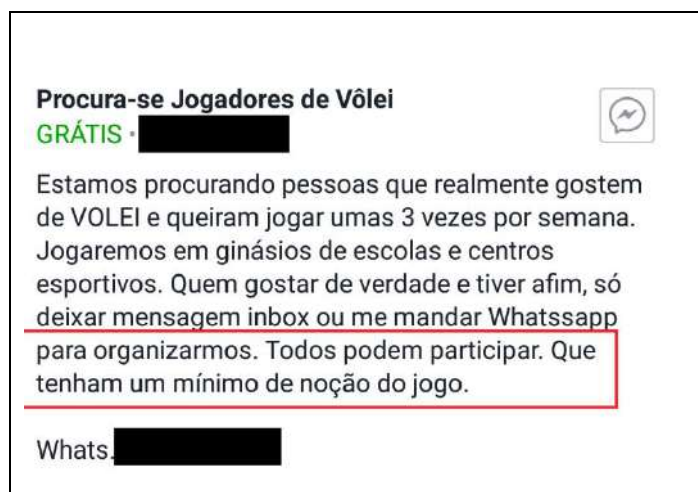 Procura-se Jogadores de Vôlei
GRÁTIS •
Estamos procurando pessoas que realmente gostem
de VOLEI e queiram jogar umas 3 vezes por semana.
Jogaremos em ginásios de escolas e centros
esportivos. Quem gostar de verdade e tiver afim, só
deixar mensagem inbox ou me mandar Whatssapp
para organizarmos. Todos podem participar. Que
tenham um mínimo de noção do jogo.
Whats.